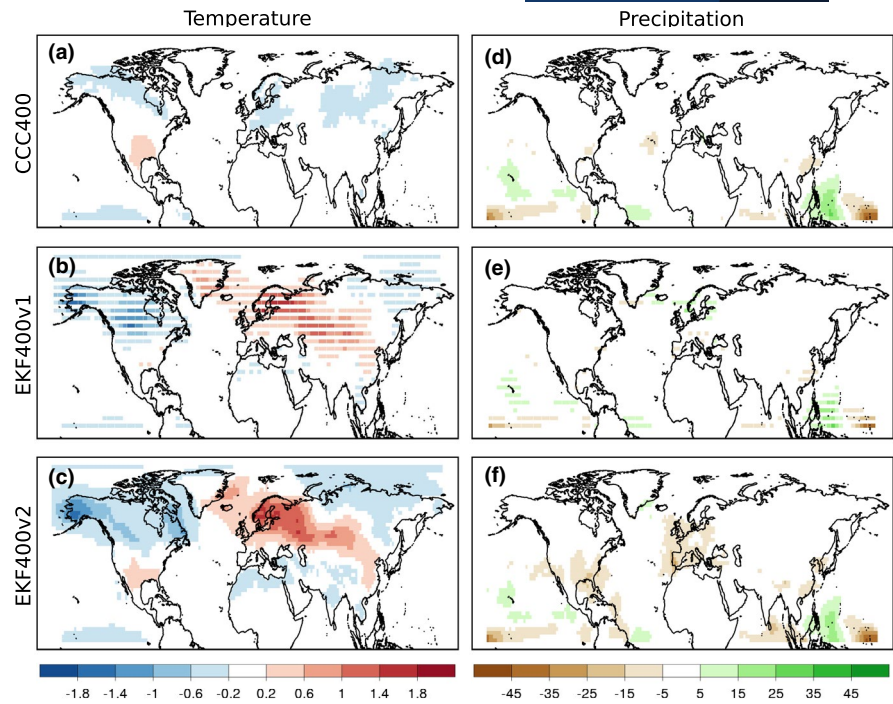 Temperature Precipitation
CCC400 (a) (d)
EKF400v1 (b) (e)
EKF400v2 (c) (f)
-1.8 -1.4 -1 -0.6 -0.2 0.2 0.6 1 1.4 1.8 -45 -35 -25 -15 -5 5 15 25 35 45